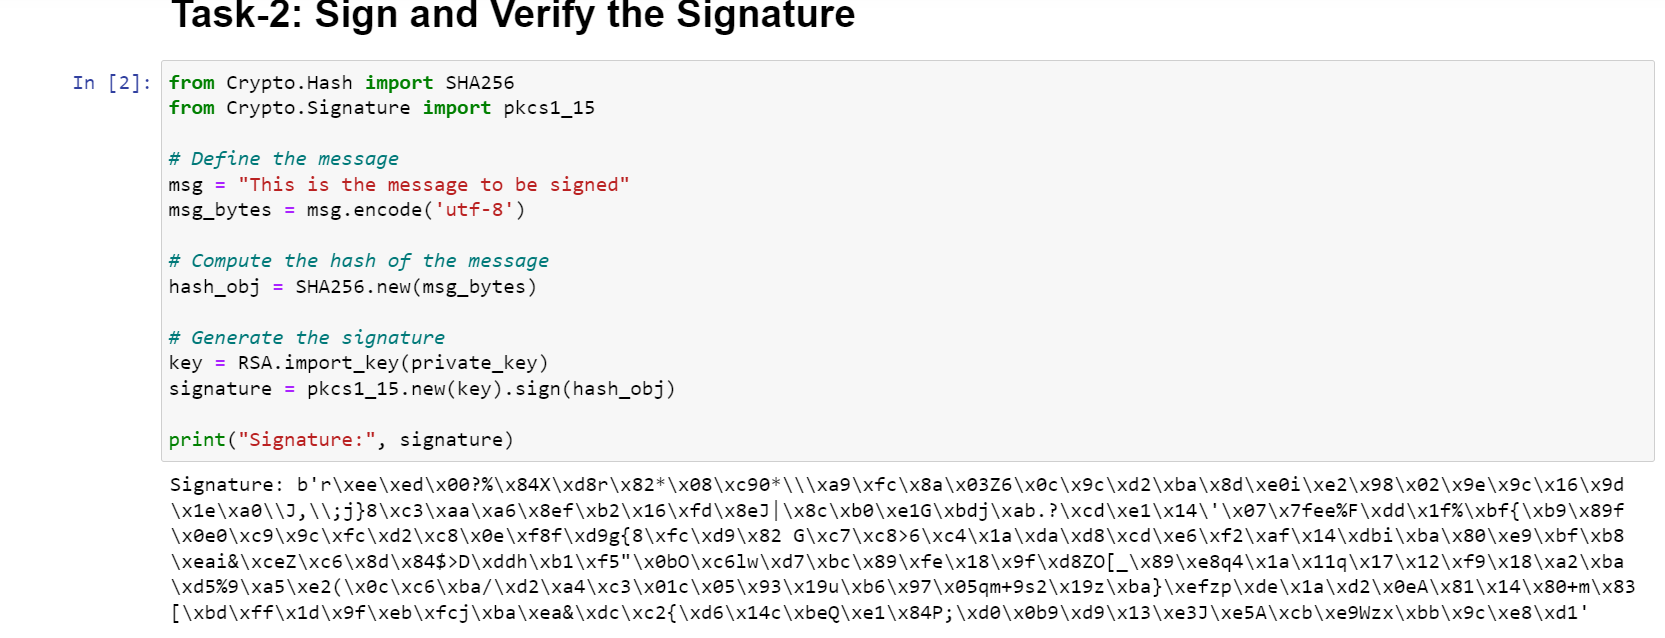 Task-2: Sign and Verify the Signature
In [2]:
from Crypto.Hash import SHA256
from Crypto.Signature import pkcs1_15
# Define the message
msg = "This is the message to be signed"
msg_bytes = msg.encode('utf-8')
# Compute the hash of the message
hash_obj = SHA256.new(msg_bytes)
# Generate the signature
key = RSA.import_key(private_key)
signature = pkcs1_15.new(key).sign(hash_obj)
print("Signature:", signature)
Signature: b'r\xee\xed\x00?%\x84X\xd8r\x82*\x08\xc90*\\\xa9\xfc\x8a\x03Z6\x0c\x9c\xd2\xba\x8d\xe0i\xe2\x98\x02\x9e\x9c\x16\x9d
\x1e\xa0\\J,\\;j}8\xc3\xaa\xa6\x8ef\xb2\x16\xfd\x8eJ|\x8c\xb0\xe1G\xbdj\xab.?\xcd\xe1\x14\'\x07\x7fee%F\xdd\x1f%\xbf{\xb9\x89f
\x0e0\xc9\x9c\xfc\xd2\xc8\x0e\xf8f\xd9g{8\xfc\xd9\x82 G\xc7\xc8>6\xc4\x1a\xda\xd8\xcd\xe6\xf2\xaf\x14\xdbi\xba\x80\xe9\xbf\xb8
\xeai&\xceZ\xc6\x8d\x84$>D\xddh\xb1\xf5"\x0bO\xc6lw\xd7\xbc\x89\xfe\x18\x9f\xd8ZO[_\x89\xe8q4\x1a\x11q\x17\x12\xf9\x18\xa2\xba
\xd5%9\xa5\xe2(\x0c\xc6\xba/\xd2\xa4\xc3\x01c\x05\x93\x19u\xb6\x97\x05qm+9s2\x19z\xba}\xefzp\xde\x1a\xd2\x0eA\x81\x14\x80+m\x83
[\xbd\xff\x1d\x9f\xeb\xfcj\xba\xea&\xdc\xc2{\xd6\x14c\xbeQ\xe1\x84P;\xd0\x0b9\xd9\x13\xe3J\xe5A\xcb\xe9Wzx\xbb\x9c\xe8\xd1'